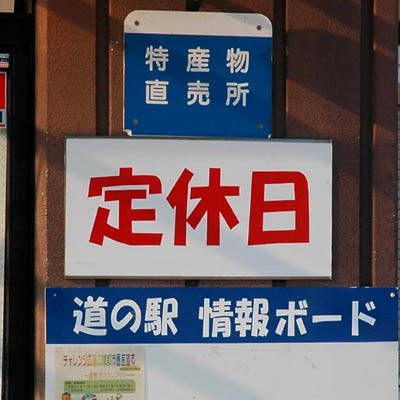 特産物
直売所
定休日
道の駅 情報ボード